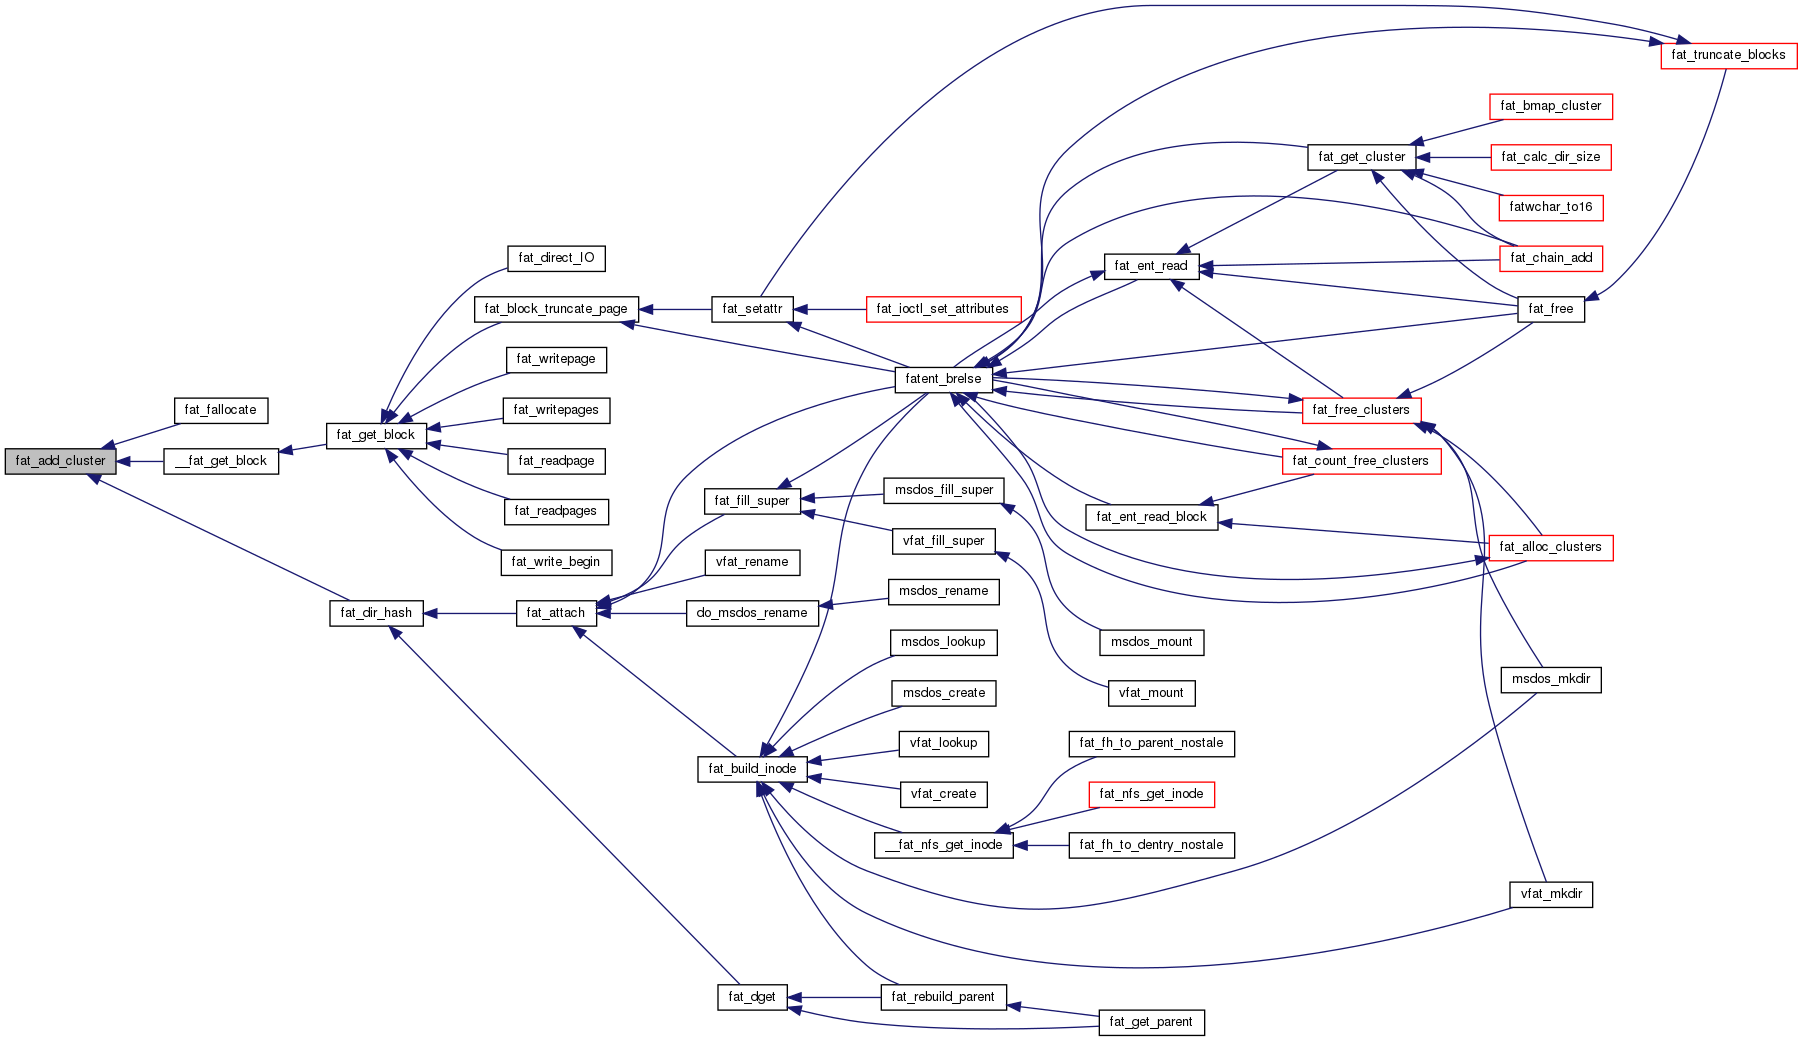 fat_truncate_blocks
fat_bmap_cluster
fat_get_cluster
fat_calc_dir_size
fatwchar_to16
fat_direct_IO
fat_ent_read
fat_chain_add
fat_block_truncate_page
fat_setattr
fat_ioctl_set_attributes
fat_free
fat_writepage
fatent_brelse
fat_fallocate
fat_writepages
fat_free_clusters
fat_get_block
fat_add_cluster
__fat_get_block
fat_readpage
fat_count_free_clusters
fat_fill_super
msdos_fill_super
fat_readpages
fat_ent_read_block
vfat_fill_super
fat_alloc_clusters
fat_write_begin
vfat_rename
msdos_rename
fat_dir_hash
fat_attach
do_msdos_rename
msdos_lookup
msdos_mount
msdos_create
vfat_mount
msdos_mkdir
vfat_lookup
fat_fh_to_parent_nostale
fat_build_inode
vfat_create
fat_nfs_get_inode
__fat_nfs_get_inode
fat_fh_to_dentry_nostale
vfat_mkdir
fat_dget
fat_rebuild_parent
fat_get_parent